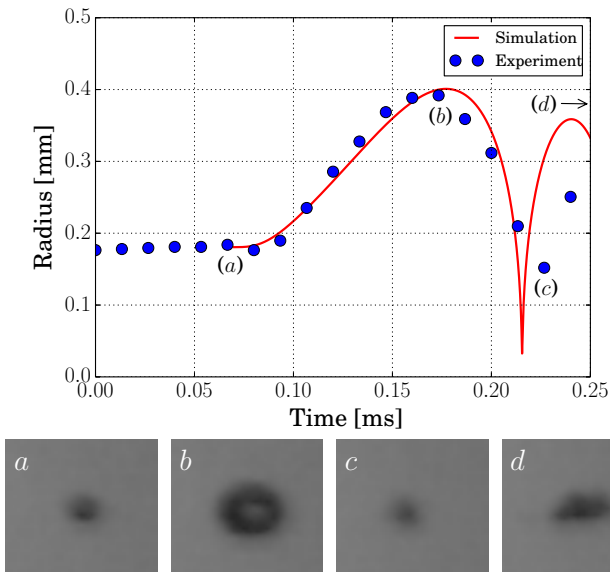 Simulation
Experiment
0.5
0.4
0.3
0.2
0.1
0.0
Radius [mm]
(a)
(b)
(c)
(d)
0.00 0.05 0.10 0.15 0.20 0.25
Time [ms]
a b c d